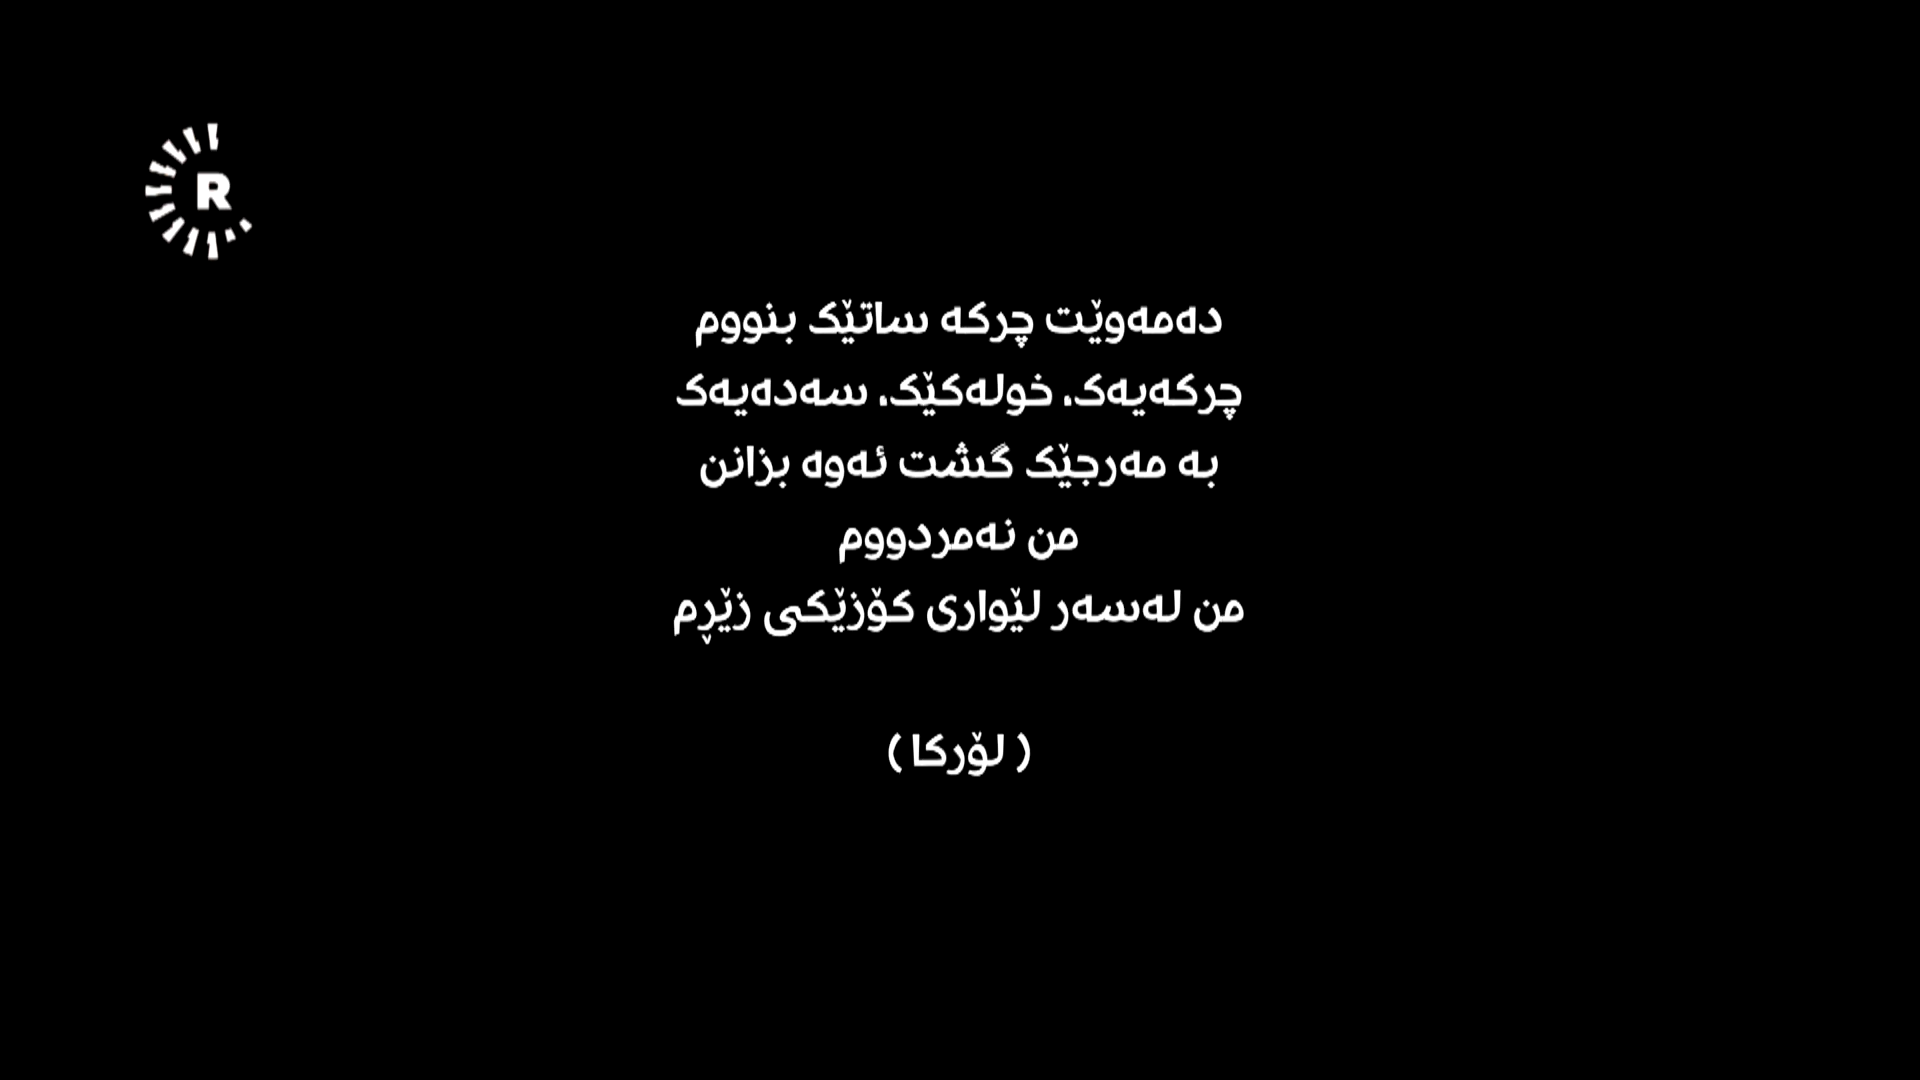 R
دەمەوێت چرکە ساتێک بنووم
چرکەیەک، خولەکێک، سەدەیەک
بە مەرجێک گشت ئەوە بزانن
من نەمردووم
من لەسەر لێواری کۆزێکی زێڕم
( لۆرکا )